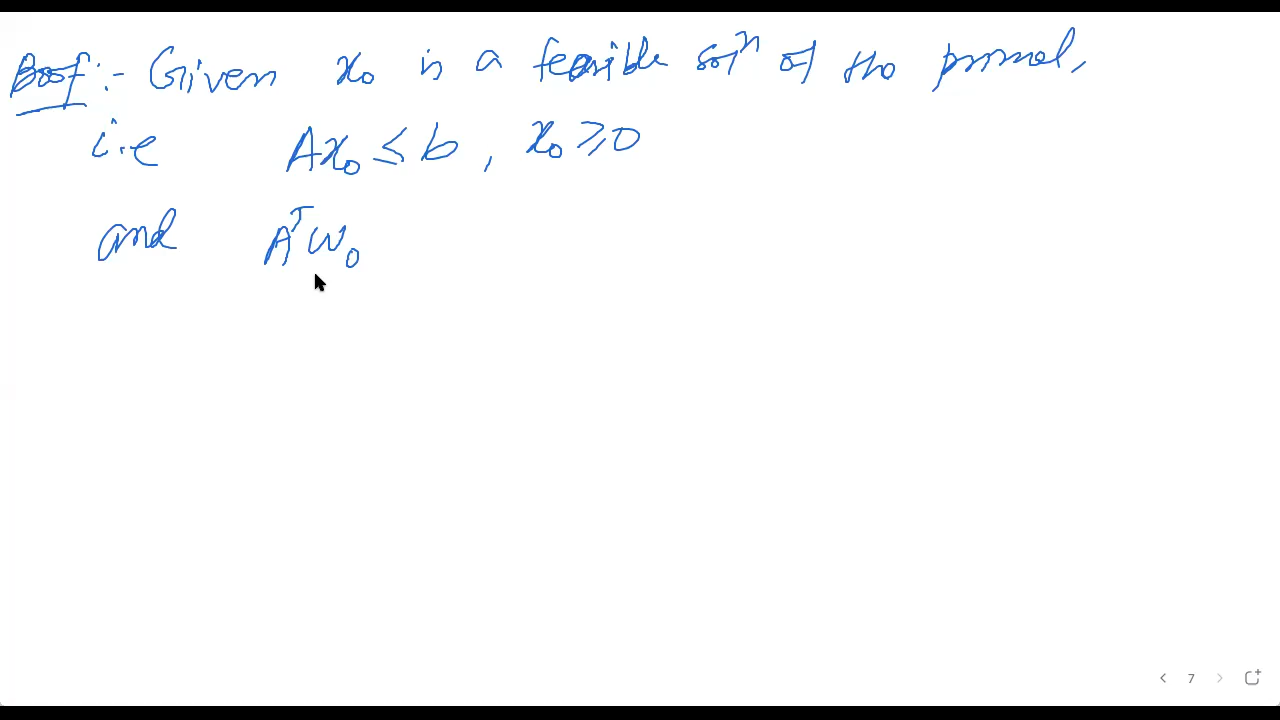 Proof :- Given x₀ is a feasible solⁿ of the primal,
i.e Ax₀ ≤ b , x₀ ≥ 0
and Aᵀw₀
7